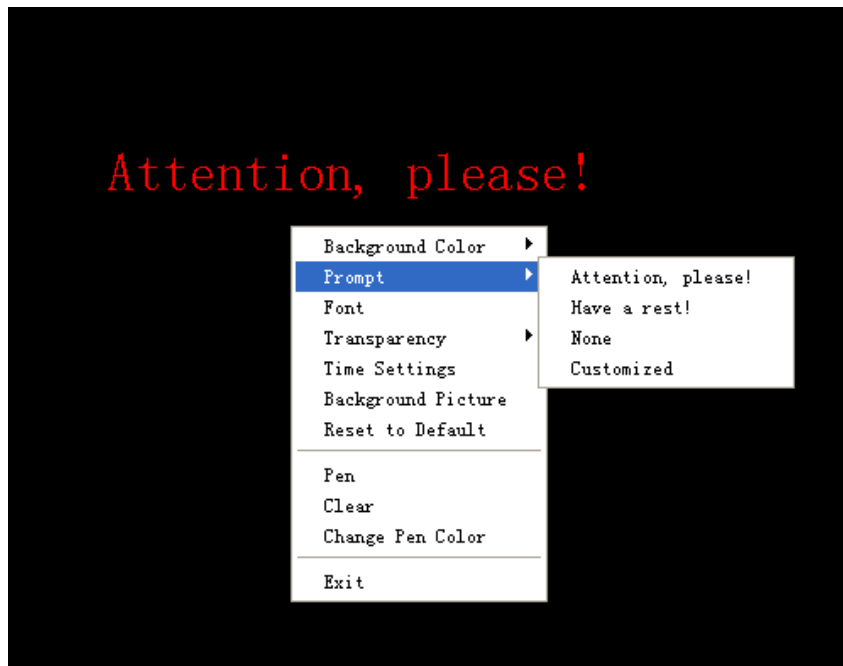 Attention, please!
Background Color
Prompt
Font
Transparency
Time Settings
Background Picture
Reset to Default
Pen
Clear
Change Pen Color
Exit
Attention, please!
Have a rest!
None
Customized